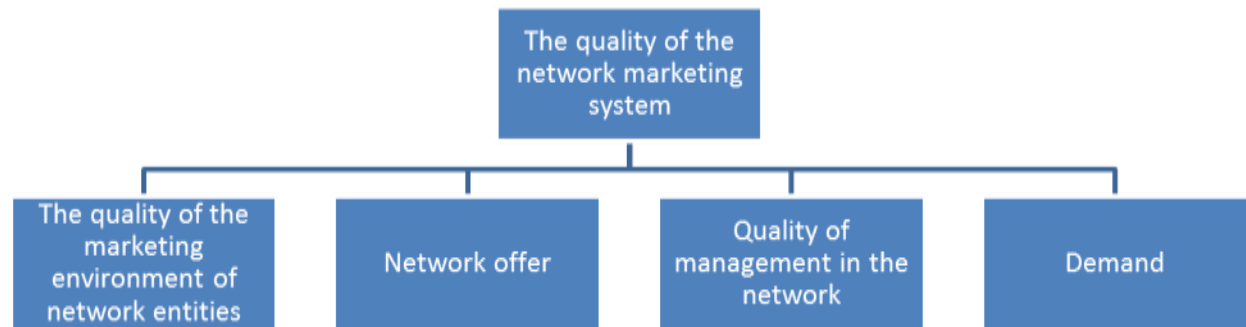 The quality of the
network marketing
system
The quality of the
marketing
environment of
network entities
Network offer
Quality of
management in the
network
Demand